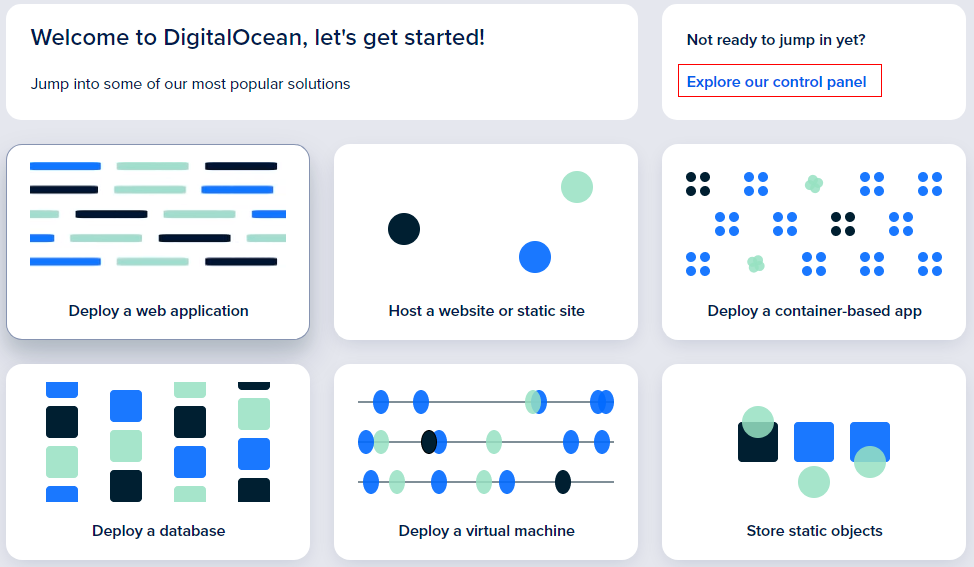 Welcome to DigitalOcean, let's get started!
Jump into some of our most popular solutions
Not ready to jump in yet?
Explore our control panel
Deploy a web application
Host a website or static site
Deploy a container-based app
Deploy a database
Deploy a virtual machine
Store static objects